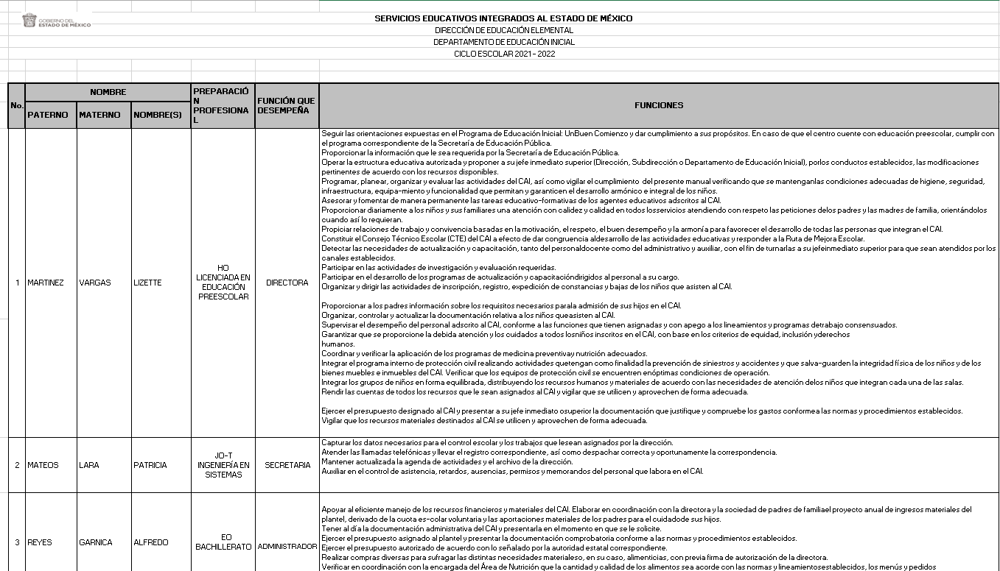 GOBIERNO DEL
ESTADO DE MÉXICO
SERVICIOS EDUCATIVOS INTEGRADOS AL ESTADO DE MÉXICO
DIRECCIÓN DE EDUCACIÓN ELEMENTAL
DEPARTAMENTO DE EDUCACIÓN INICIAL
CICLO ESCOLAR 2021 - 2022
No.
NOMBRE
PATERNO
MATERNO
NOMBRE(S)
PREPARACIÓ
N
PROFESIONA
L
FUNCIÓN QUE
DESEMPEÑA
FUNCIONES
1
MARTINEZ
VARGAS
LIZETTE
HO
LICENCIADA EN
EDUCACIÓN
PREESCOLAR
DIRECTORA
Seguir las orientaciones expuestas en el Programa de Educación Inicial: UnBuen Comienzo y dar cumplimiento a sus propósitos. En caso de que el centro cuente con educación preescolar, cumplir con
el programa correspondiente de la Secretaría de Educación Pública.
Proporcionar la información que le sea requerida por la Secretaría de Educación Pública.
Operar la estructura educativa autorizada y proponer a su jefe inmediato superior (Dirección, Subdirección o Departamento de Educación Inicial), porlos conductos establecidos, las modificaciones
pertinentes de acuerdo con los recursos disponibles.
Programar, planear, organizar y evaluar las actividades del CAI, así como vigilar el cumplimiento del presente manual verificando que se mantenganlas condiciones adecuadas de higiene, seguridad,
infraestructura, equipa-miento y funcionalidad que permitan y garanticen el desarrollo armónico e integral de los niños.
Asesorar y fomentar de manera permanente las tareas educativo-formativas de los agentes educativos adscritos al CAI.
Proporcionar diariamente a los niños y sus familiares una atención con calidez y calidad en todos losservicios atendiendo con respeto las peticiones delos padres y las madres de familia, orientándolos
cuando así lo requieran.
Propiciar relaciones de trabajo y convivencia basadas en la motivación, el respeto, el buen desempeño y la armonía para favorecer el desarrollo de todas las personas que integran el CAI.
Constituir el Consejo Técnico Escolar (CTE) del CAI a efecto de dar congruencia aldesarrollo de las actividades educativas y responder a la Ruta de Mejora Escolar.
Detectar las necesidades de actualización y capacitación, tanto del personaldocente como del administrativo y auxiliar, con el fin de turnarlas a su jefeinmediato superior para que sean atendidos por los
canales establecidos.
Participar en las actividades de investigación y evaluación requeridas.
Participar en el desarrollo de los programas de actualización y capacitacióndirigidos al personal a su cargo.
Organizar y dirigir las actividades de inscripción, registro, expedición de constancias y bajas de los niños que asisten al CAI.
Proporcionar a los padres información sobre los requisitos necesarios parala admisión de sus hijos en el CAI.
Organizar, controlar y actualizar la documentación relativa a los niños queasisten al CAI.
Supervisar el desempeño del personal adscrito al CAI, conforme a las funciones que tienen asignadas y con apego a los lineamientos y programas detrabajo consensuados.
Garantizar que se proporcione la debida atención y los cuidados a todos losniños inscritos en el CAI, con base en los criterios de equidad, inclusión yderechos
humanos.
Coordinar y verificar la aplicación de los programas de medicina preventivay nutrición adecuados.
Integrar el programa interno de protección civil realizando actividades quetengan como finalidad la prevención de siniestros y accidentes y que salva-guarden la integridad física de los niños y de los
bienes muebles e inmuebles del CAI. Verificar que los equipos de protección civil se encuentren enóptimas condiciones de operación.
Integrar los grupos de niños en forma equilibrada, distribuyendo los recursos humanos y materiales de acuerdo con las necesidades de atención delos niños que integran cada una de las salas.
Rendir las cuentas de todos los recursos que le sean asignados al CAI y vigilar que se utilicen y aprovechen de forma adecuada.
Ejercer el presupuesto designado al CAI y presentar a su jefe inmediato osuperior la documentación que justifique y compruebe los gastos conformea las normas y procedimientos establecidos.
Vigilar que los recursos materiales destinados al CAI se utilicen y aprovechen de forma adecuada.
2
MATEOS
LARA
PATRICIA
JO-T
INGENIERÍA EN
SISTEMAS
SECRETARIA
Capturar los datos necesarios para el control escolar y los trabajos que lesean asignados por la dirección.
Atender las llamadas telefónicas y llevar el registro correspondiente, así como despachar correcta y oportunamente la correspondencia.
Mantener actualizada la agenda de actividades y el archivo de la dirección.
Auxiliar en el control de asistencia, retardos, ausencias, permisos y memorandos del personal que labora en el CAI.
3
REYES
GARNICA
ALFREDO
EO
BACHILLERATO
ADMINISTRADOR
Apoyar al eficiente manejo de los recursos financieros y materiales del CAI. Elaborar en coordinación con la directora y la sociedad de padres de familiael proyecto anual de ingresos materiales del
plantel, derivado de la cuota es-colar voluntaria y las aportaciones materiales de los padres para el cuidadode sus hijos.
Tener al día la documentación administrativa del CAI y presentarla en el momento en que se le solicite.
Ejercer el presupuesto asignado al plantel y presentar la documentación comprobatoria conforme a las normas y procedimientos establecidos.
Ejercer el presupuesto autorizado de acuerdo con lo señalado por la autoridad estatal correspondiente.
Realizar compras diversas para sufragar las distintas necesidades materialeso, en su caso, alimenticias, con previa firma de autorización de la directora.
Verificar en coordinación con la encargada del Área de Nutrición que la cantidad y calidad de los alimentos sea acorde con las normas y lineamientosestablecidos, los menús y pedidos